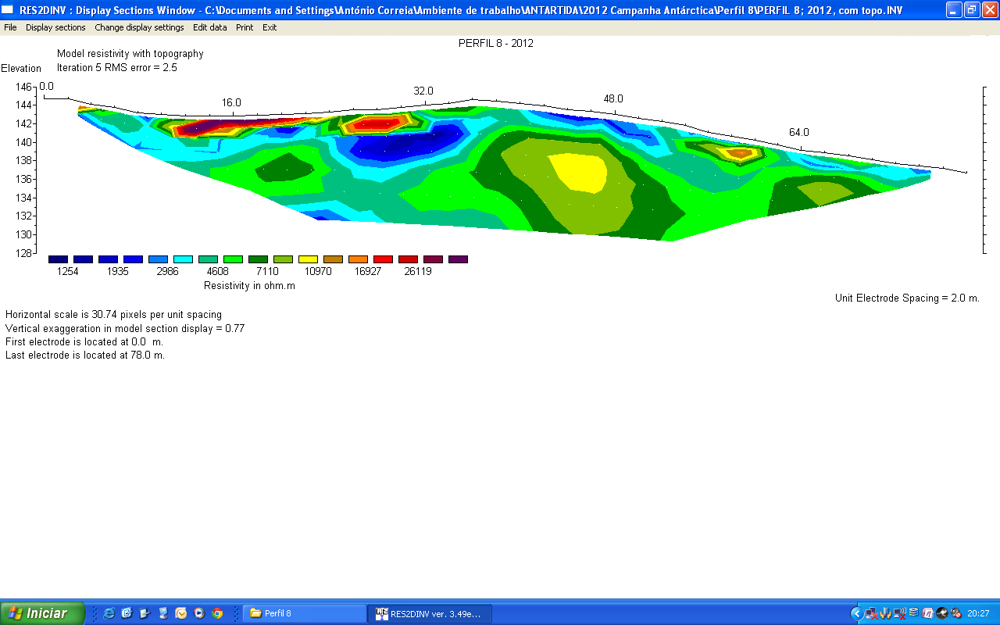 RES2DINV : Display Sections Window - C:\Documents and Settings\António Correia\Ambiente de trabalho\ANTARTIDA\2012 Campanha Antárctica\Perfil 8\PERFIL 8; 2012, com topo.INV
File Display sections Change display settings Edit data Print Exit
PERFIL 8 - 2012
Model resistivity with topography
Elevation Iteration 5 RMS error = 2.5
146 0.0
32.0
16.0 48.0
144
142
64.0
140
138
136
134
132
130
128
1254 1935 2986 4608 7110 10970 16927 26119
Resistivity in ohm.m
Unit Electrode Spacing = 2.0 m.
Horizontal scale is 30.74 pixels per unit spacing
Vertical exaggeration in model section display = 0.77
First electrode is located at 0.0 m.
Last electrode is located at 78.0 m.
Iniciar Perfil 8 RES2DINV ver. 3.49e... 20:27